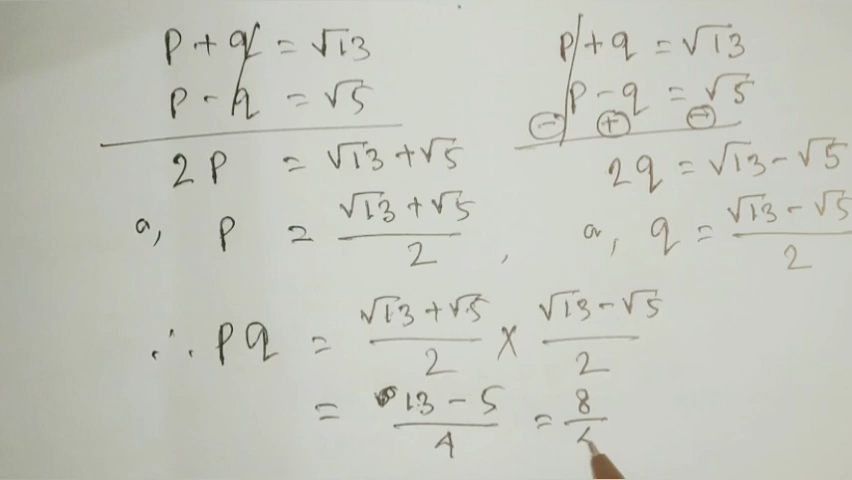 p + q = √13
p - q = √5
2p = √13 + √5
or, p = (√13 + √5)/2 ,
p + q = √13
p - q = √5
(-) (+) (-)
2q = √13 - √5
or, q = (√13 - √5)/2
∴ pq = (√13 + √5)/2 × (√13 - √5)/2
= (13 - 5)/4 = 8/